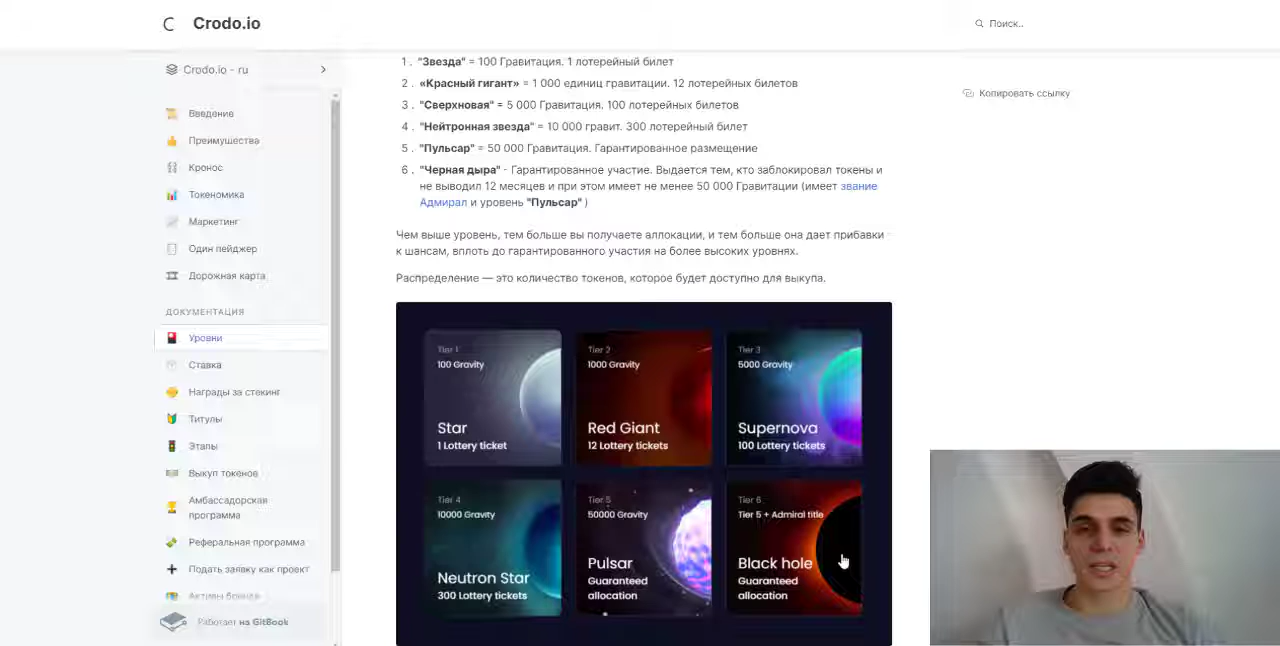 Crodo.io
Поиск..
Crodo.io - ru
Копировать ссылку
Введение
Преимущества
Кронос
Токеномика
Маркетинг
Один пейджер
Дорожная карта
ДОКУМЕНТАЦИЯ
Уровни
Ставка
Награды за стекинг
Титулы
Этапы
Выкуп токенов
Амбассадорская
программа
Реферальная программа
Подать заявку как проект
Активы бренда
Работает на GitBook
1. "Звезда" = 100 Гравитация. 1 лотерейный билет
2. «Красный гигант» = 1 000 единиц гравитации. 12 лотерейных билетов
3. "Сверхновая" = 5 000 Гравитация. 100 лотерейных билетов
4. "Нейтронная звезда" = 10 000 гравит. 300 лотерейный билет
5. "Пульсар" = 50 000 Гравитация. Гарантированное размещение
6. "Черная дыра" - Гарантированное участие. Выдается тем, кто заблокировал токены и
не выводил 12 месяцев и при этом имеет не менее 50 000 Гравитации (имеет звание
Адмирал и уровень "Пульсар" )
Чем выше уровень, тем больше вы получаете аллокации, и тем больше она дает прибавки
к шансам, вплоть до гарантированного участия на более высоких уровнях.
Распределение — это количество токенов, которое будет доступно для выкупа.
Tier 1
100 Gravity
Star
1 Lottery ticket
Tier 2
1000 Gravity
Red Giant
12 Lottery tickets
Tier 3
5000 Gravity
Supernova
100 Lottery tickets
Tier 4
10000 Gravity
Neutron Star
300 Lottery tickets
Tier 5
50000 Gravity
Pulsar
Guaranteed
allocation
Tier 6
Tier 5 + Admiral title
Black hole
Guaranteed
allocation